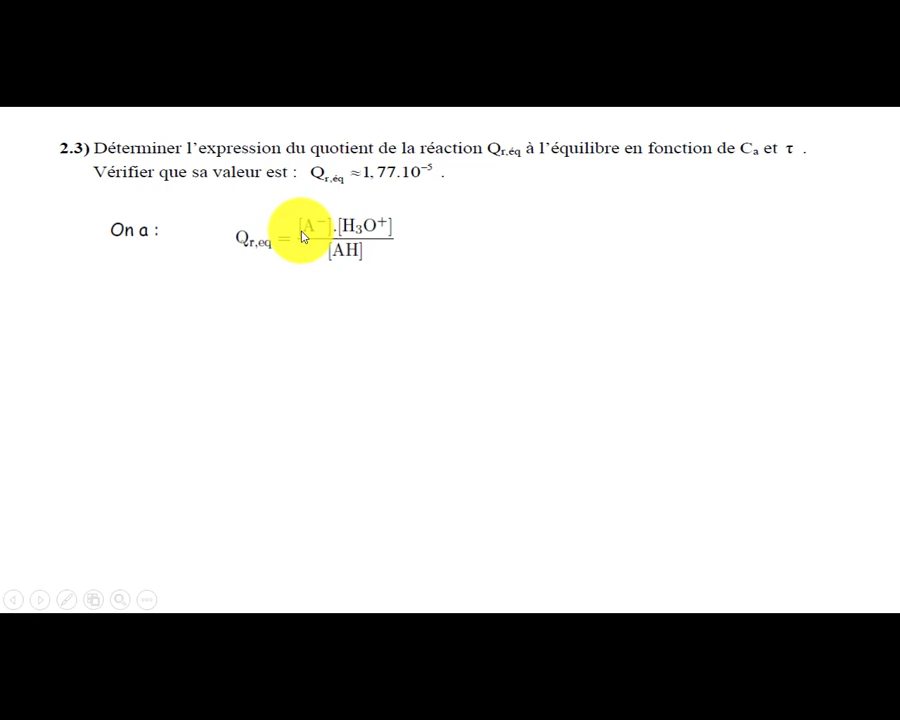 2.3) Déterminer l'expression du quotient de la réaction Qr,éq à l'équilibre en fonction de Ca et τ .
Vérifier que sa valeur est : Qr,éq ≈ 1,77.10⁻⁵ .
On a : Qr,eq = [A⁻].[H₃O⁺]
[AH]